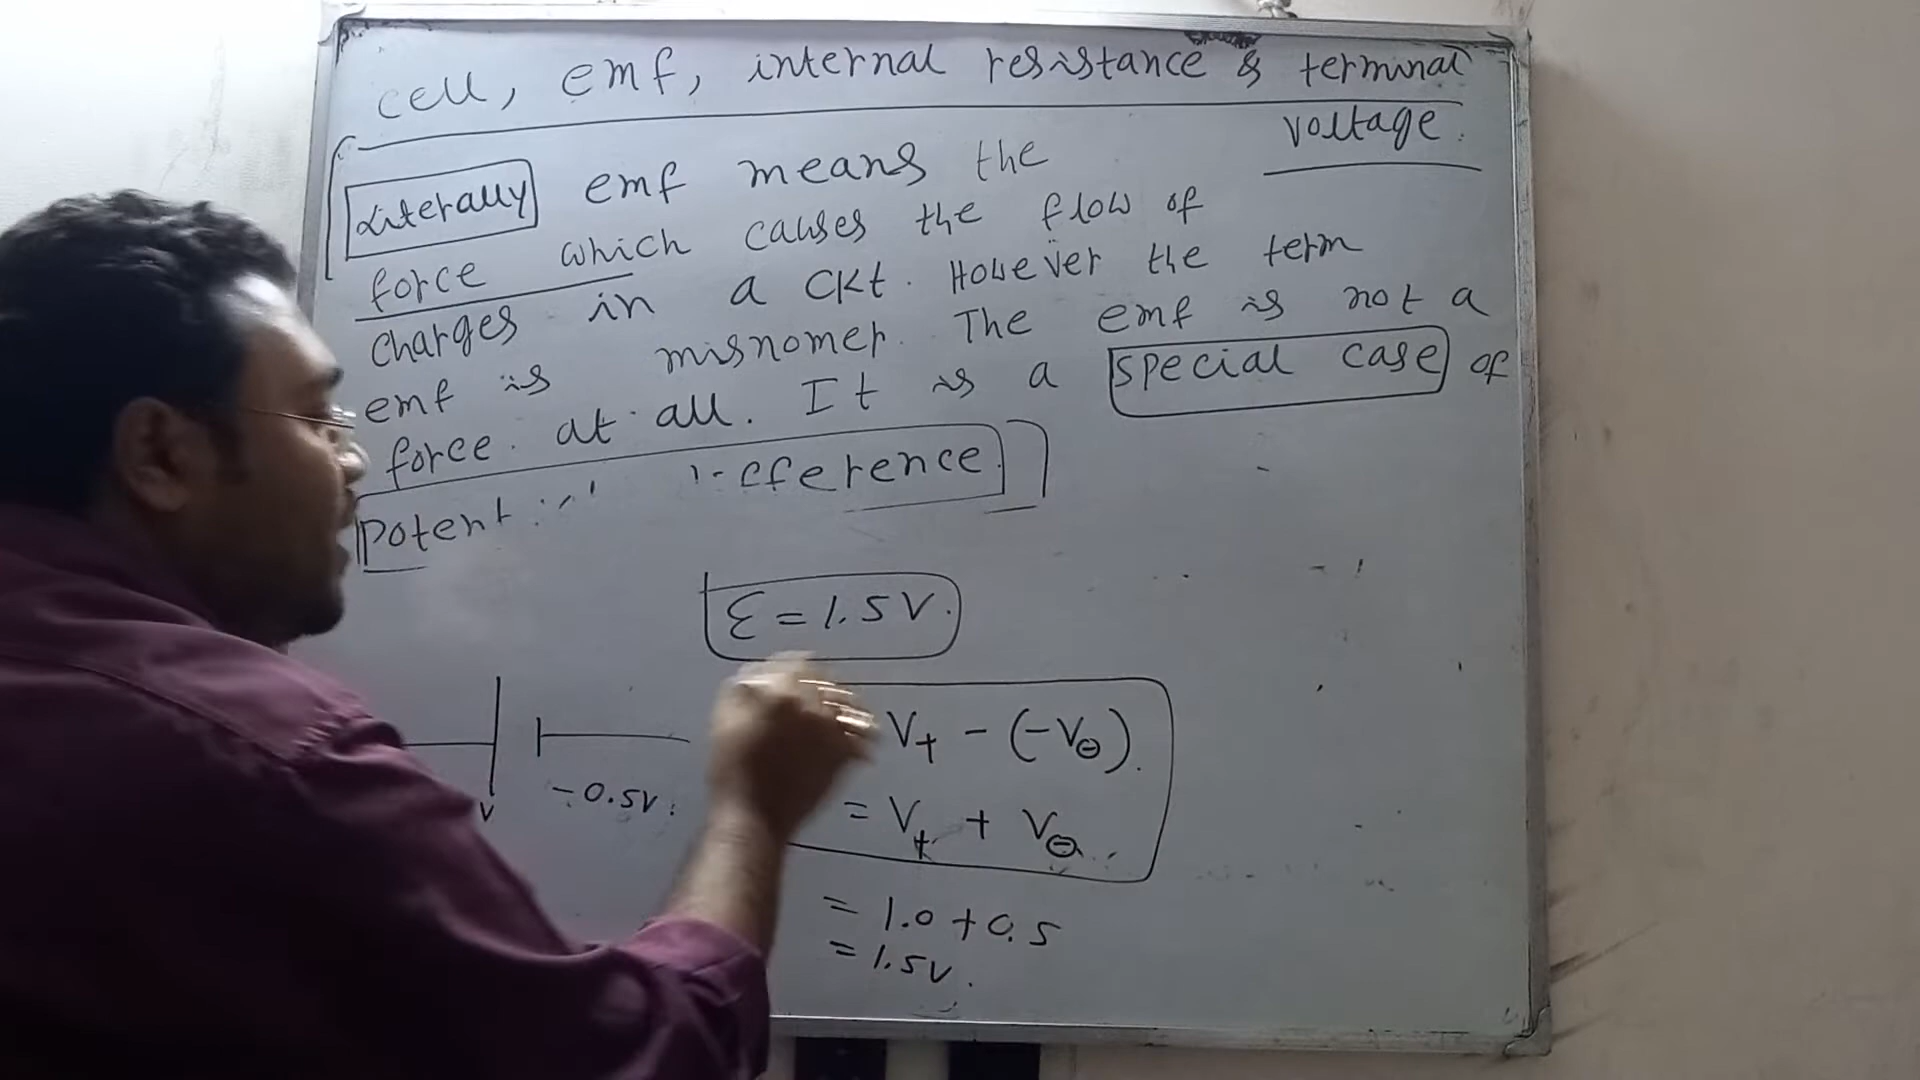 cell, emf, internal resistance & terminal
voltage.
Literally emf means the
force which causes the flow of
charges in a ckt. However the term
emf is misnomer. The emf is not a
force. at all. It is a special case of
fference.
ε = 1.5V.
V+ - (-V⊖).
= V+ + V⊖
-0.5V.
V
= 1.0 + 0.5
= 1.5V.